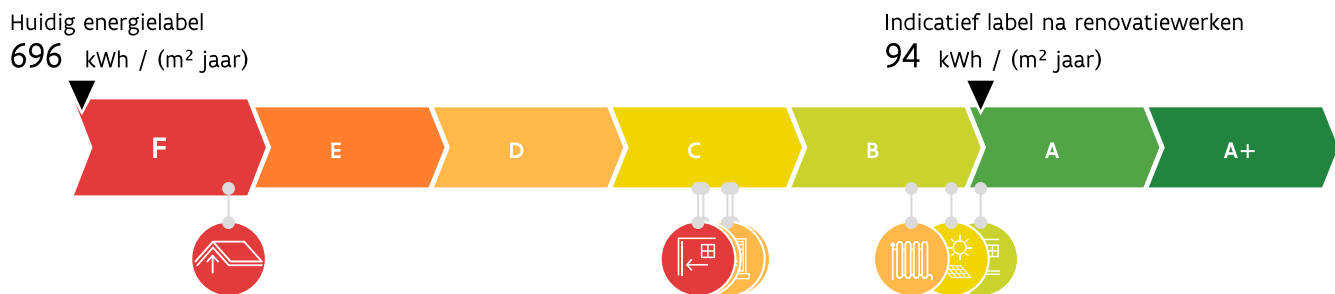 Huidig energielabel
696 kWh / (m² jaar)
Indicatief label na renovatiewerken
94 kWh / (m² jaar)
F E D C B A A+